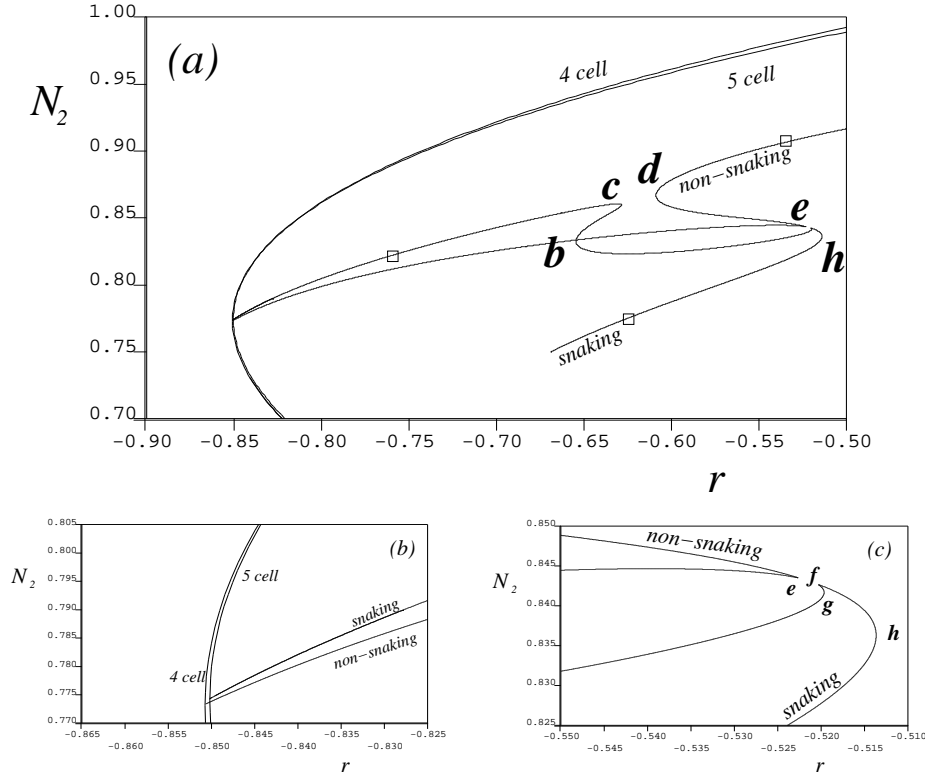 1.00
(a)
4 cell
5 cell
0.95
N2
0.90
non-snaking
d
c
0.85
e
b
h
0.80
0.75
snaking
0.70
-0.90 -0.85 -0.80 -0.75 -0.70 -0.65 -0.60 -0.55 -0.50
r
0.805
(b)
0.800
5 cell
N2
0.795
0.790
snaking
0.785
non-snaking
0.780
4 cell
0.775
0.770
-0.865 -0.855 -0.850 -0.845 -0.835 -0.825
-0.860 -0.855 -0.840 -0.830
r
0.850
non-snaking
(c)
0.845
f
e
N2
0.840
g
0.835
h
0.830
snaking
0.825
-0.550 -0.540 -0.530 -0.520 -0.510
-0.545 -0.535 -0.525 -0.515
r